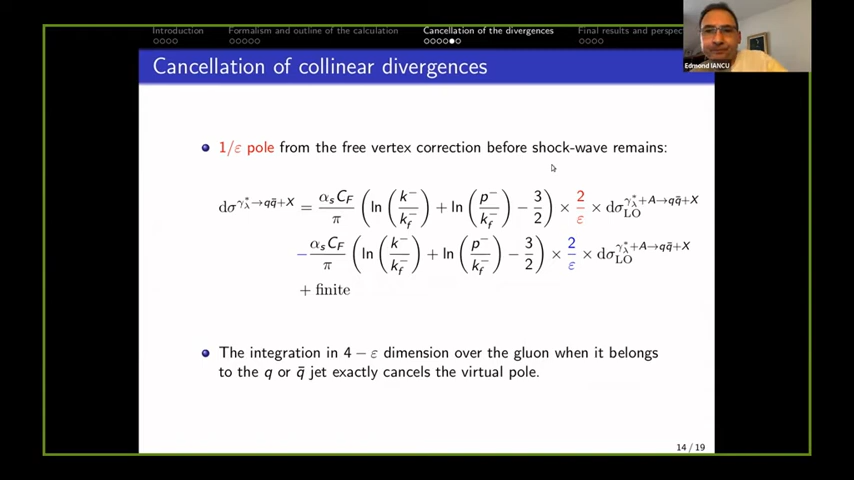 Introduction Formalism and outline of the calculation Cancellation of the divergences Final results and perspec
Edmond IANCU
Cancellation of collinear divergences
1/ε pole from the free vertex correction before shock-wave remains:
dσ^{γ*_λ→qq̄+X} = α_s C_F / π ( ln (k⁻/k_f⁻) + ln (p⁻/k_f⁻) − 3/2 ) × 2/ε × dσ_LO^{γ*_λ+A→qq̄+X}
− α_s C_F / π ( ln (k⁻/k_f⁻) + ln (p⁻/k_f⁻) − 3/2 ) × 2/ε × dσ_LO^{γ*_λ+A→qq̄+X}
+ finite
The integration in 4 − ε dimension over the gluon when it belongs
to the q or q̄ jet exactly cancels the virtual pole.
14 / 19